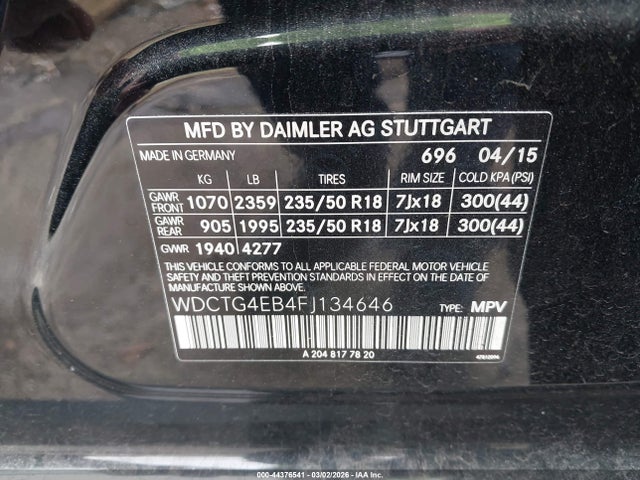 MFD BY DAIMLER AG STUTTGART
MADE IN GERMANY 696 04/15
KG LB TIRES RIM SIZE COLD KPA (PSI)
GAWR FRONT 1070 2359 235/50 R18 7Jx18 300(44)
GAWR REAR 905 1995 235/50 R18 7Jx18 300(44)
GVWR 1940 4277
THIS VEHICLE CONFORMS TO ALL APPLICABLE FEDERAL MOTOR VEHICLE
SAFETY, BUMPER, AND THEFT PREVENTION
STANDARDS IN EFFECT ON THE DATE OF
MANUFACTURE SHOWN ABOVE.
WDCTG4EB4FJ134646 TYPE: MPV
A 204 817 78 20
000-44376541 - 03/02/2026 - IAA Inc.